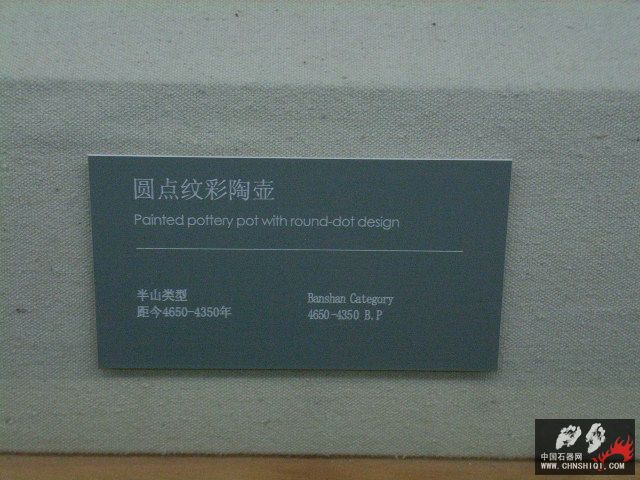 圆点纹彩陶壶
Painted pottery pot with round-dot design
半山类型
距今4650-4350年
Banshan Category
4650-4350 B.P
中国石器网
WWW.CHNSHIQI.COM